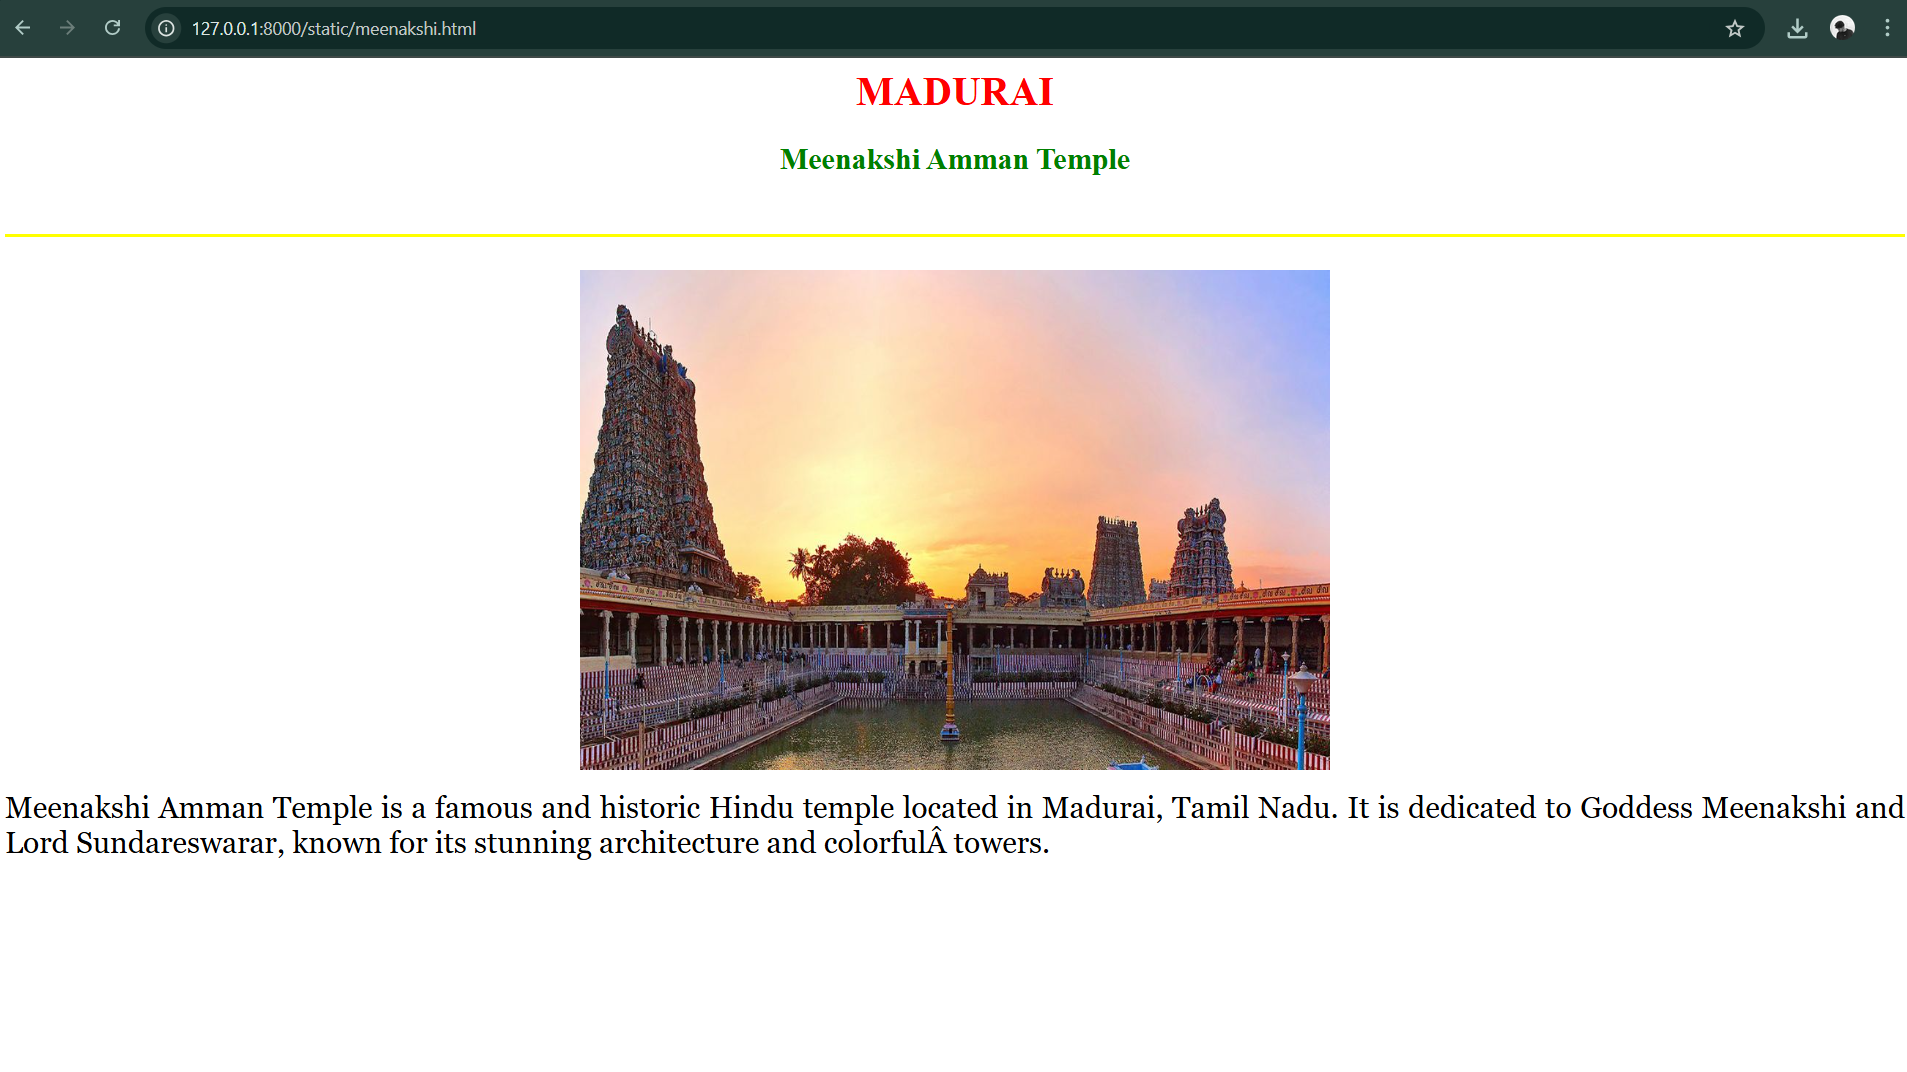 127.0.0.1:8000/static/meenakshi.html
MADURAI
Meenakshi Amman Temple
Meenakshi Amman Temple is a famous and historic Hindu temple located in Madurai, Tamil Nadu. It is dedicated to Goddess Meenakshi and
Lord Sundareswarar, known for its stunning architecture and colorfulÂ towers.